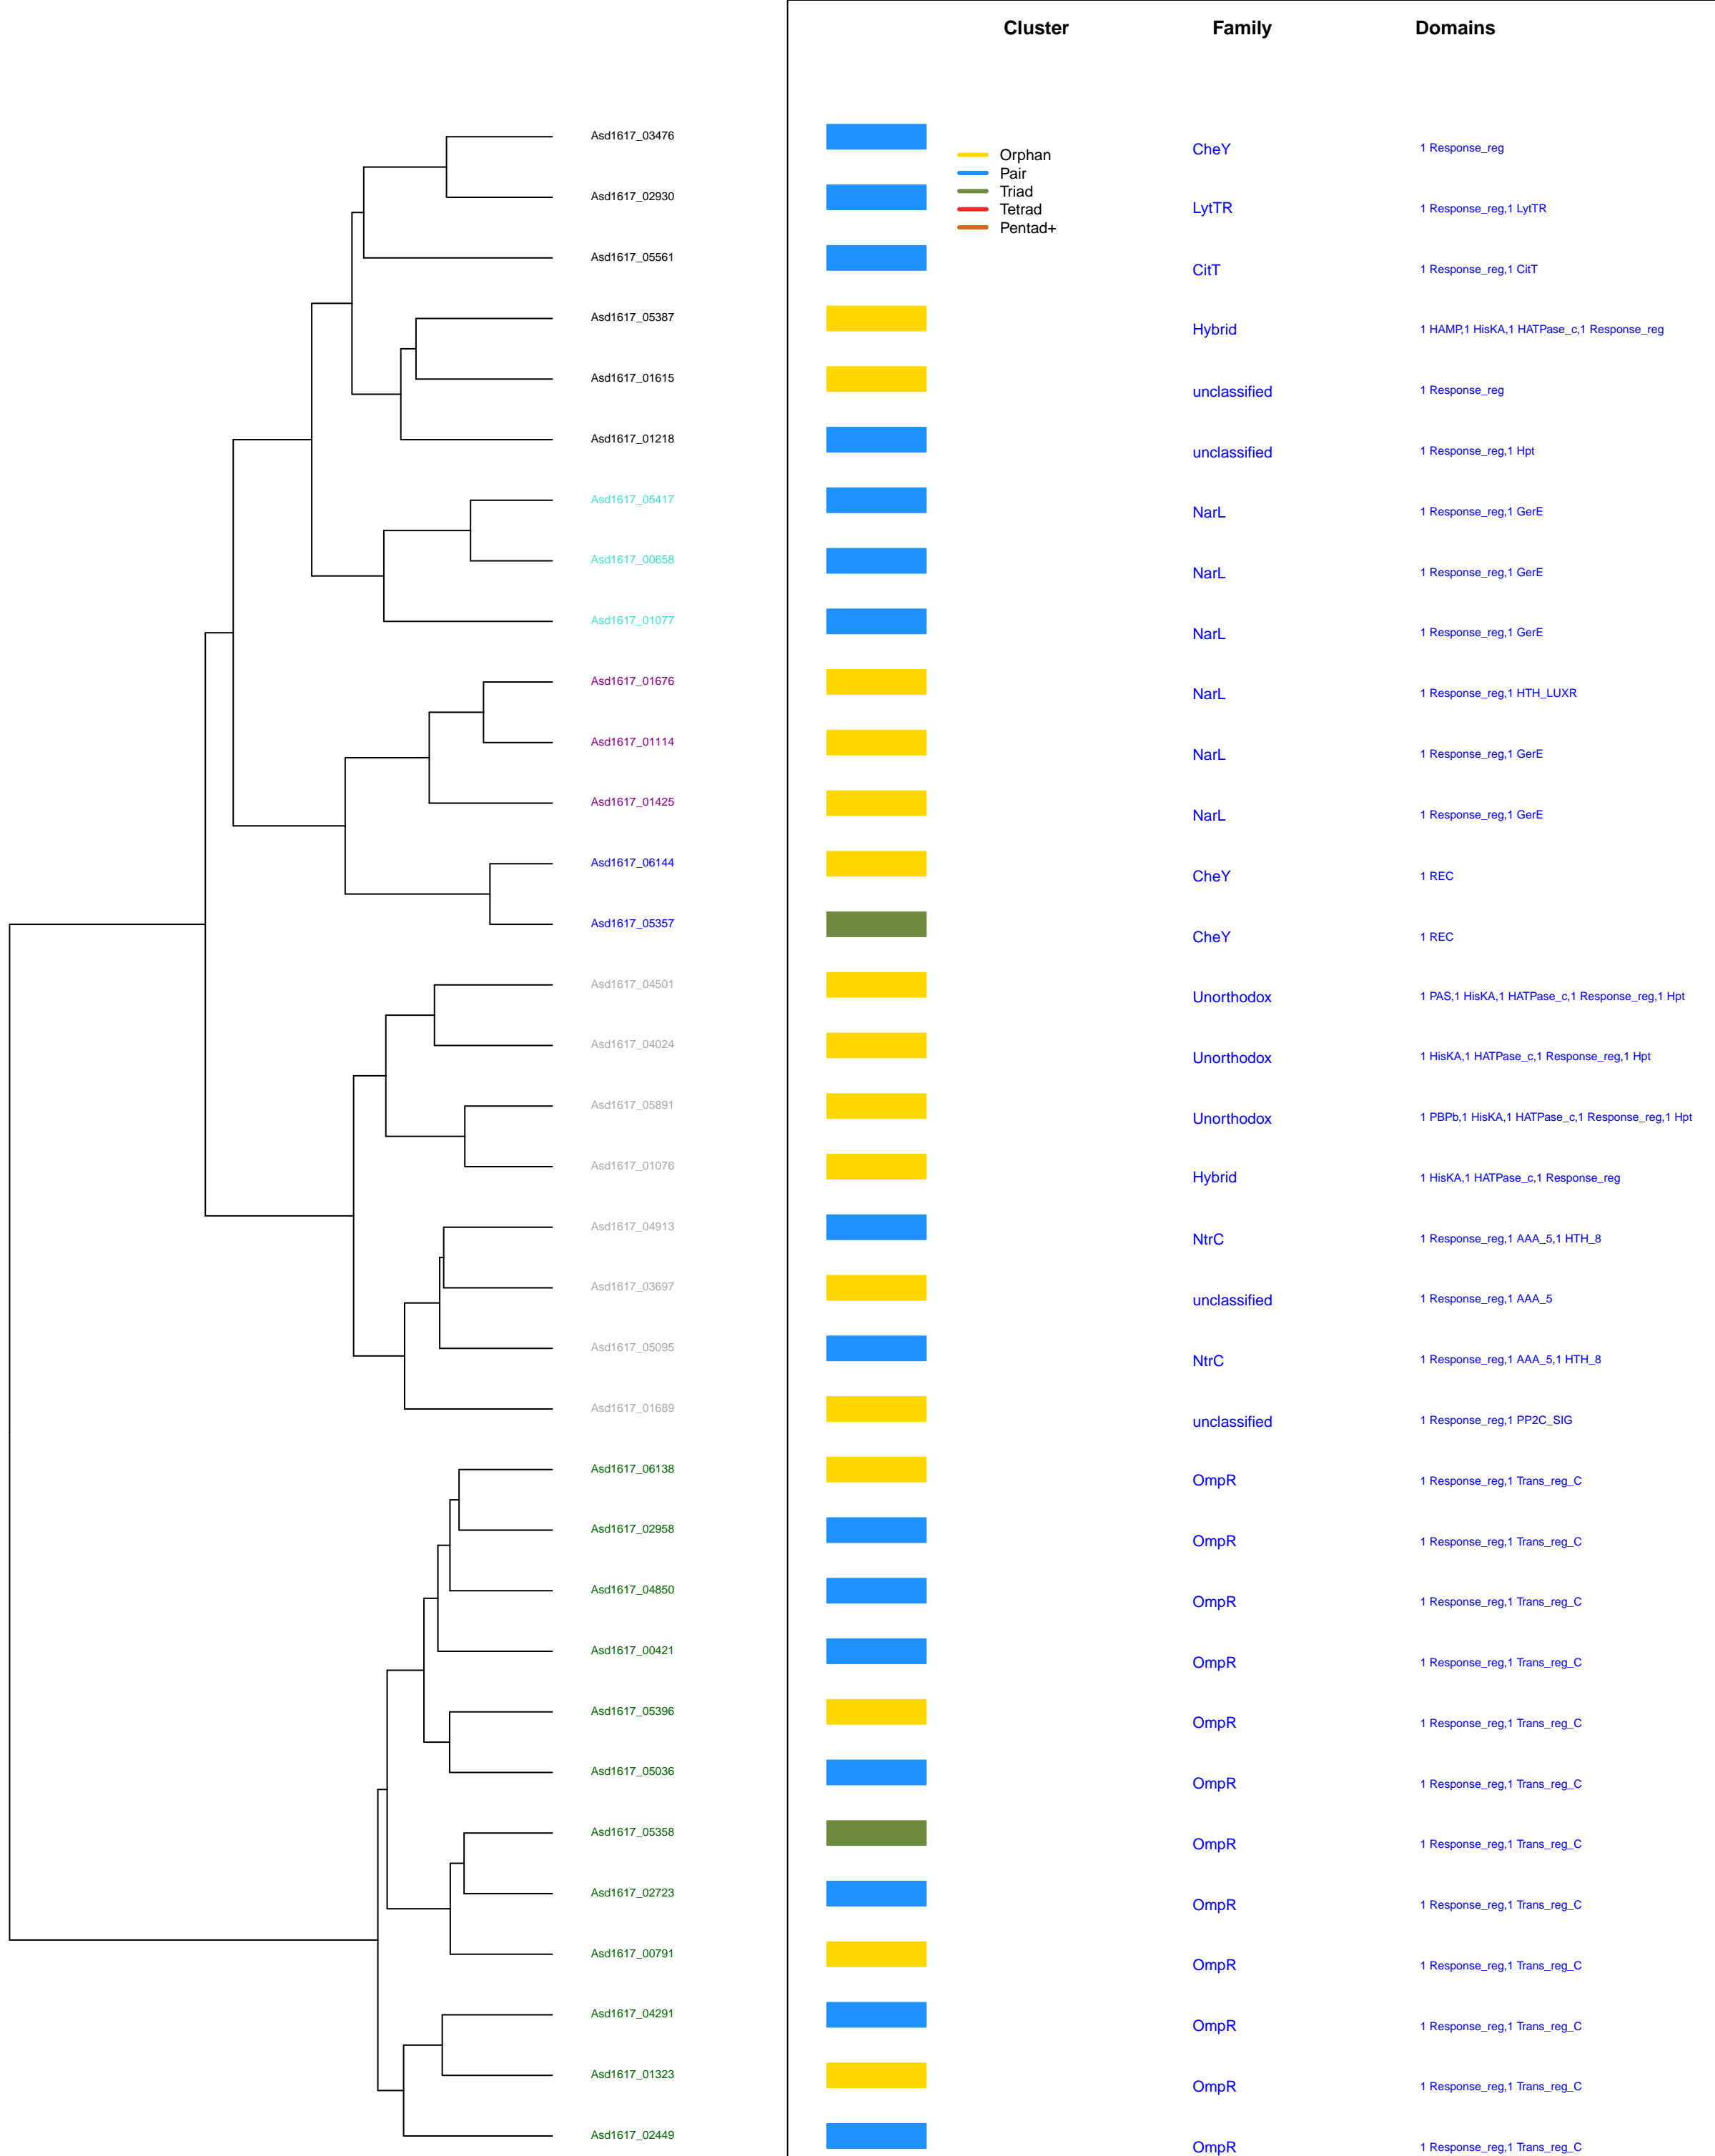 Cluster Family Domains
Asd1617_03476 CheY 1 Response_reg
Orphan
Pair
Triad
Tetrad
Pentad+
Asd1617_02930 LytTR 1 Response_reg,1 LytTR
Asd1617_05561 CitT 1 Response_reg,1 CitT
Asd1617_05387 Hybrid 1 HAMP,1 HisKA,1 HATPase_c,1 Response_reg
Asd1617_01615 unclassified 1 Response_reg
Asd1617_01218 unclassified 1 Response_reg,1 Hpt
Asd1617_05417 NarL 1 Response_reg,1 GerE
Asd1617_00658 NarL 1 Response_reg,1 GerE
Asd1617_01077 NarL 1 Response_reg,1 GerE
Asd1617_01676 NarL 1 Response_reg,1 HTH_LUXR
Asd1617_01114 NarL 1 Response_reg,1 GerE
Asd1617_01425 NarL 1 Response_reg,1 GerE
Asd1617_06144 CheY 1 REC
Asd1617_05357 CheY 1 REC
Asd1617_04501 Unorthodox 1 PAS,1 HisKA,1 HATPase_c,1 Response_reg,1 Hpt
Asd1617_04024 Unorthodox 1 HisKA,1 HATPase_c,1 Response_reg,1 Hpt
Asd1617_05891 Unorthodox 1 PBPb,1 HisKA,1 HATPase_c,1 Response_reg,1 Hpt
Asd1617_01076 Hybrid 1 HisKA,1 HATPase_c,1 Response_reg
Asd1617_04913 NtrC 1 Response_reg,1 AAA_5,1 HTH_8
Asd1617_03697 unclassified 1 Response_reg,1 AAA_5
Asd1617_05095 NtrC 1 Response_reg,1 AAA_5,1 HTH_8
Asd1617_01689 unclassified 1 Response_reg,1 PP2C_SIG
Asd1617_06138 OmpR 1 Response_reg,1 Trans_reg_C
Asd1617_02958 OmpR 1 Response_reg,1 Trans_reg_C
Asd1617_04850 OmpR 1 Response_reg,1 Trans_reg_C
Asd1617_00421 OmpR 1 Response_reg,1 Trans_reg_C
Asd1617_05396 OmpR 1 Response_reg,1 Trans_reg_C
Asd1617_05036 OmpR 1 Response_reg,1 Trans_reg_C
Asd1617_05358 OmpR 1 Response_reg,1 Trans_reg_C
Asd1617_02723 OmpR 1 Response_reg,1 Trans_reg_C
Asd1617_00791 OmpR 1 Response_reg,1 Trans_reg_C
Asd1617_04291 OmpR 1 Response_reg,1 Trans_reg_C
Asd1617_01323 OmpR 1 Response_reg,1 Trans_reg_C
Asd1617_02449 OmpR 1 Response_reg,1 Trans_reg_C